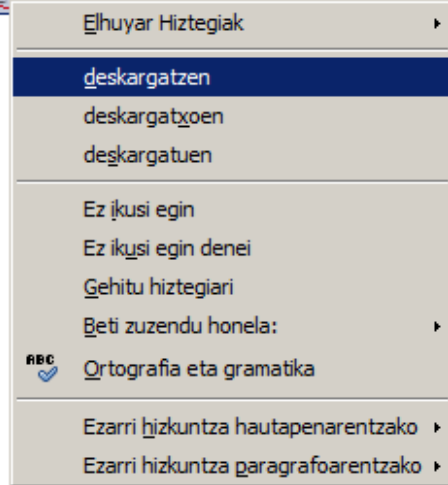 Elhuyar Hiztegiak
deskargatzen
deskargatxoen
deskargatuen
Ez ikusi egin
Ez ikusi egin denei
Gehitu hiztegiari
Beti zuzendu honela:
ABC Ortografia eta gramatika
Ezarri hizkuntza hautapenarentzako
Ezarri hizkuntza paragrafoarentzako